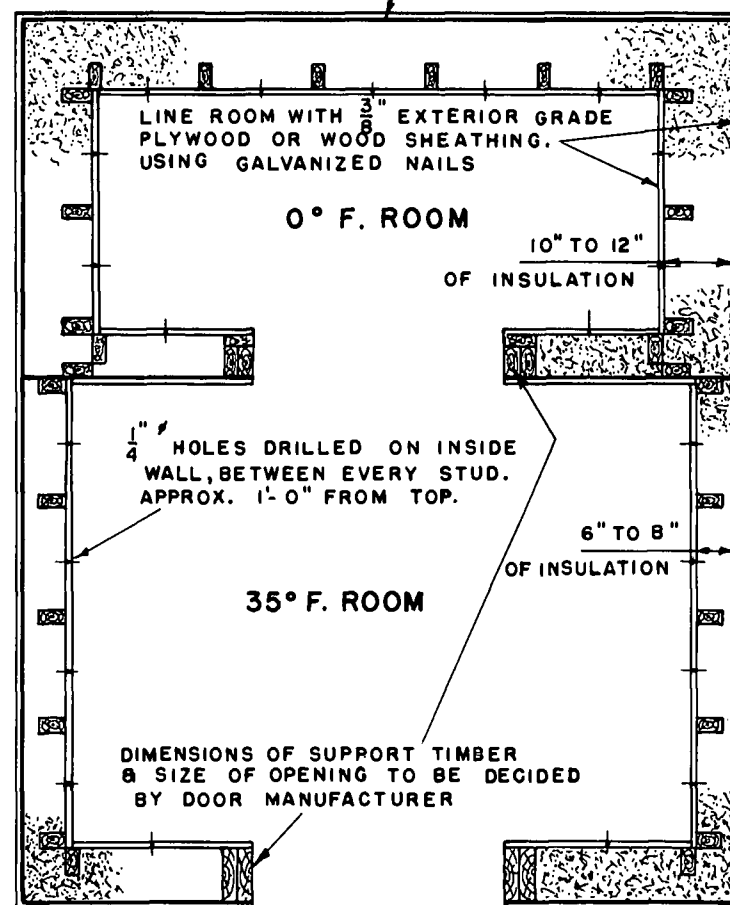 LINE ROOM WITH 3/8" EXTERIOR GRADE
PLYWOOD OR WOOD SHEATHING.
USING GALVANIZED NAILS
0° F. ROOM
10" TO 12"
OF INSULATION
1/4" ø HOLES DRILLED ON INSIDE
WALL, BETWEEN EVERY STUD.
APPROX. 1'-0" FROM TOP.
6" TO 8"
OF INSULATION
35° F. ROOM
DIMENSIONS OF SUPPORT TIMBER
& SIZE OF OPENING TO BE DECIDED
BY DOOR MANUFACTURER